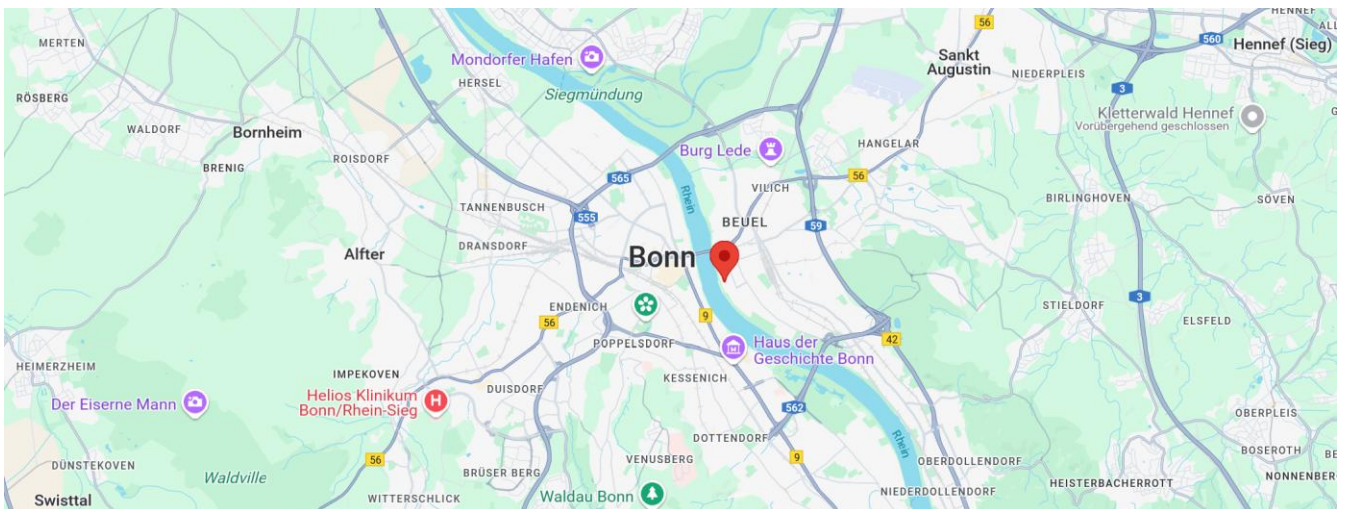 HENNEF
ALL
56
560
Hennef (Sieg)
MERTEN
Mondorfer Hafen
Sankt
Augustin
NIEDERPLEIS
HERSEL
Siegmündung
3
RÖSBERG
Kletterwald Hennef
Vorübergehend geschlossen
G
WALDORF
Bornheim
HANGELAR
BRENIG
ROISDORF
Burg Lede
565
56
VILICH
Rhein
BIRLINGHOVEN
SÖVEN
TANNENBUSCH
555
BEUEL
59
DRANSDORF
Alfter
Bonn
3
STIELDORF
ENDENICH
56
9
ELSFELD
POPPELSDORF
Haus der
Geschichte Bonn
42
HEIMERZHEIM
IMPEKOVEN
KESSENICH
DUISDORF
Helios Klinikum
Bonn/Rhein-Sieg
H
Der Eiserne Mann
562
OBERPLEIS
DOTTENDORF
Rhein
BOSEROTH
BE
DÜNSTEKOVEN
56
VENUSBERG
9
OBERDOLLENDORF
Waldville
BRÜSER BERG
NONNENBER
HEISTERBACHERROTT
Swisttal
WITTERSCHLICK
Waldau Bonn
NIEDERDOLLENDORF